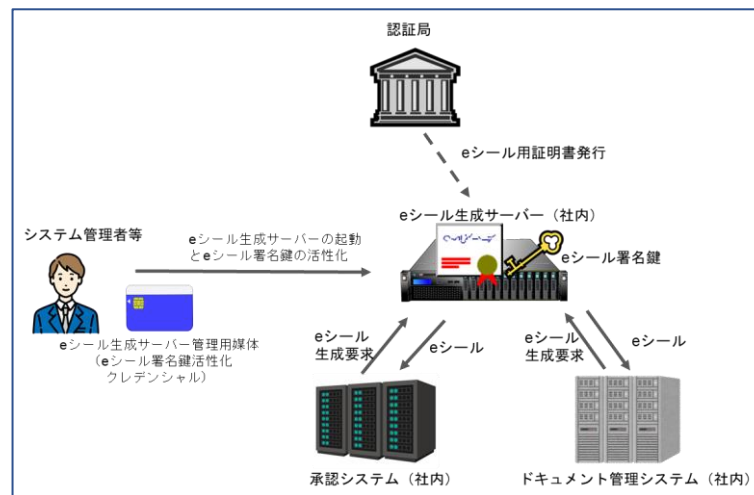 認証局
eシール用証明書発行
eシール生成サーバー（社内）
システム管理者等
eシール生成サーバーの起動
とeシール署名鍵の活性化
eシール署名鍵
eシール生成サーバー管理用媒体
（eシール署名鍵活性化
クレデンシャル）
eシール
生成要求
eシール
eシール
生成要求
eシール
承認システム（社内）
ドキュメント管理システム（社内）